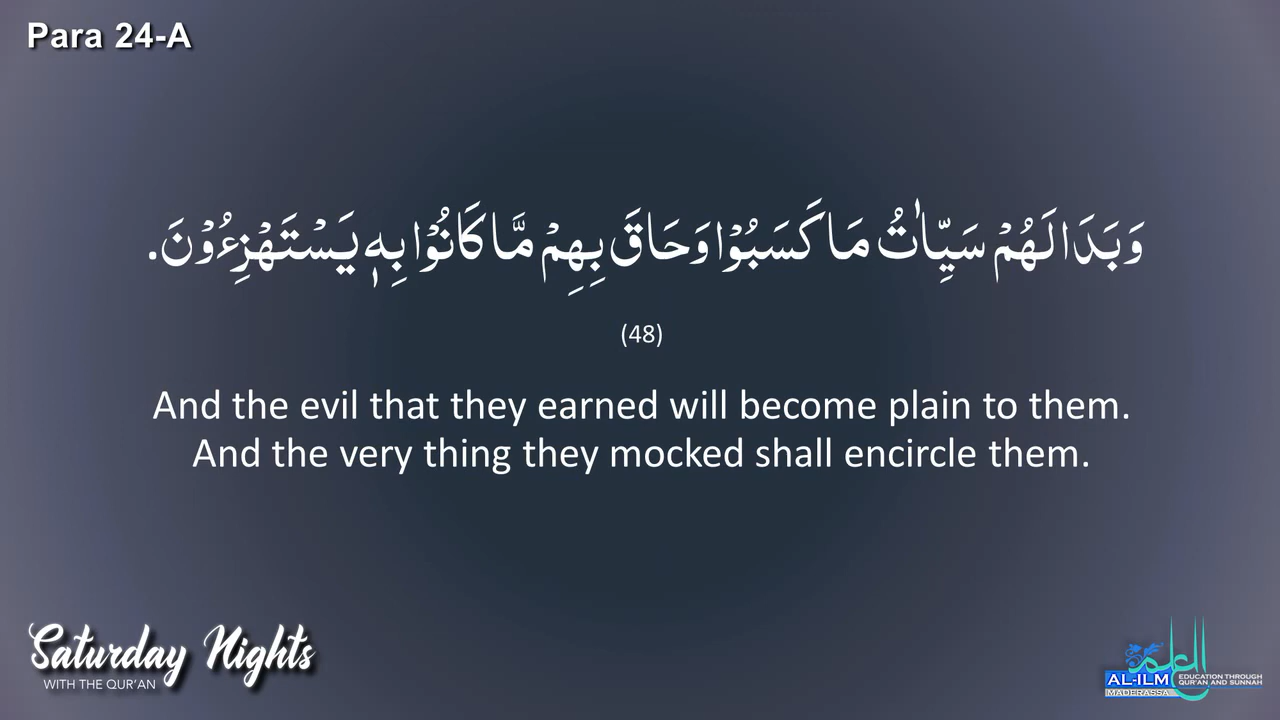 Para 24-A
وَبَدَا لَهُمْ سَيِّاٰتُ مَا كَسَبُوْا وَحَاقَ بِهِمْ مَّا كَانُوْا بِهٖ يَسْتَهْزِءُوْنَ.
(48)
And the evil that they earned will become plain to them.
And the very thing they mocked shall encircle them.
Saturday Nights
WITH THE QUR'AN
العلم
AL-ILM
MADERASSA
EDUCATION THROUGH
QUR'AN AND SUNNAH